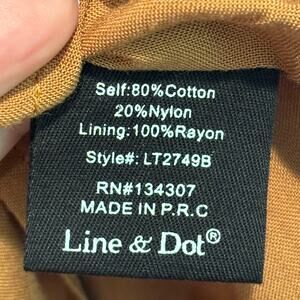 Self:80%Cotton
20%Nylon
Lining:100%Rayon
Style#: LT2749B
RN#134307
MADE IN P.R.C
Line & Dot®